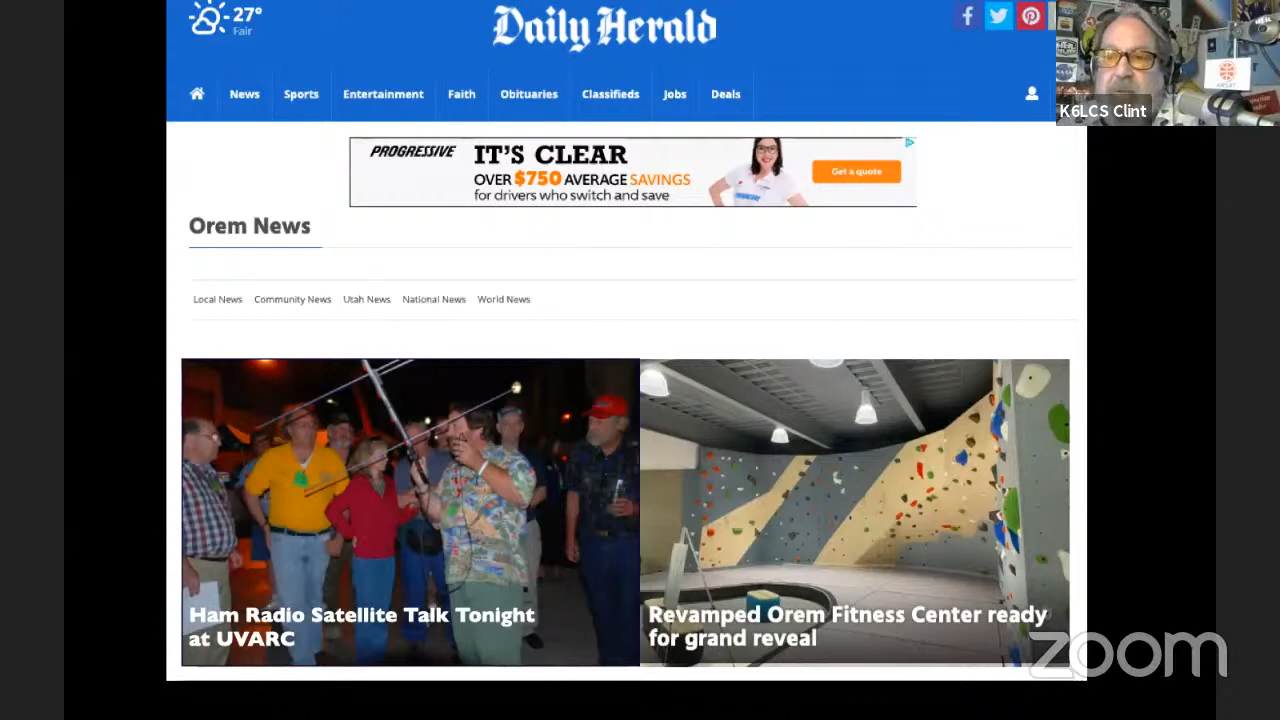 27°
Fair
Daily Herald
K6LCS Clint
News
Sports
Entertainment
Faith
Obituaries
Classifieds
Jobs
Deals
PROGRESSIVE
IT'S CLEAR
OVER $750 AVERAGE SAVINGS
for drivers who switch and save
Get a quote
Orem News
Local News
Community News
Utah News
National News
World News
Ham Radio Satellite Talk Tonight
at UVARC
Revamped Orem Fitness Center ready
for grand reveal
zoom